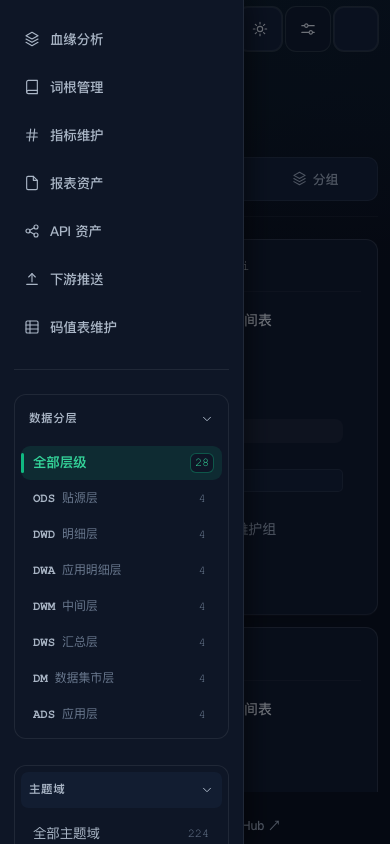 血缘分析
词根管理
指标维护
报表资产
API 资产
下游推送
码值表维护
数据分层
全部层级 28
ODS 贴源层 4
DWD 明细层 4
DWA 应用明细层 4
DWM 中间层 4
DWS 汇总层 4
DM 数据集市层 4
ADS 应用层 4
主题域
全部主题域 224
分组
间表
维护组
间表
Hub ↗